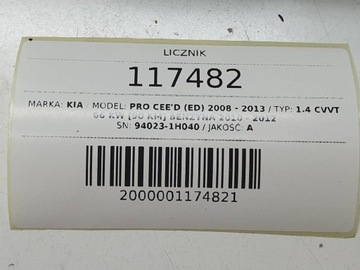 LICZNIK
117482
MARKA: KIA / MODEL: PRO CEE'D (ED) 2008 - 2013 / TYP: 1.4 CVVT
66 KW [90 KM] BENZYNA 2010 - 2012
SN: 94023-1H040 / JAKOŚĆ: A
2000001174821